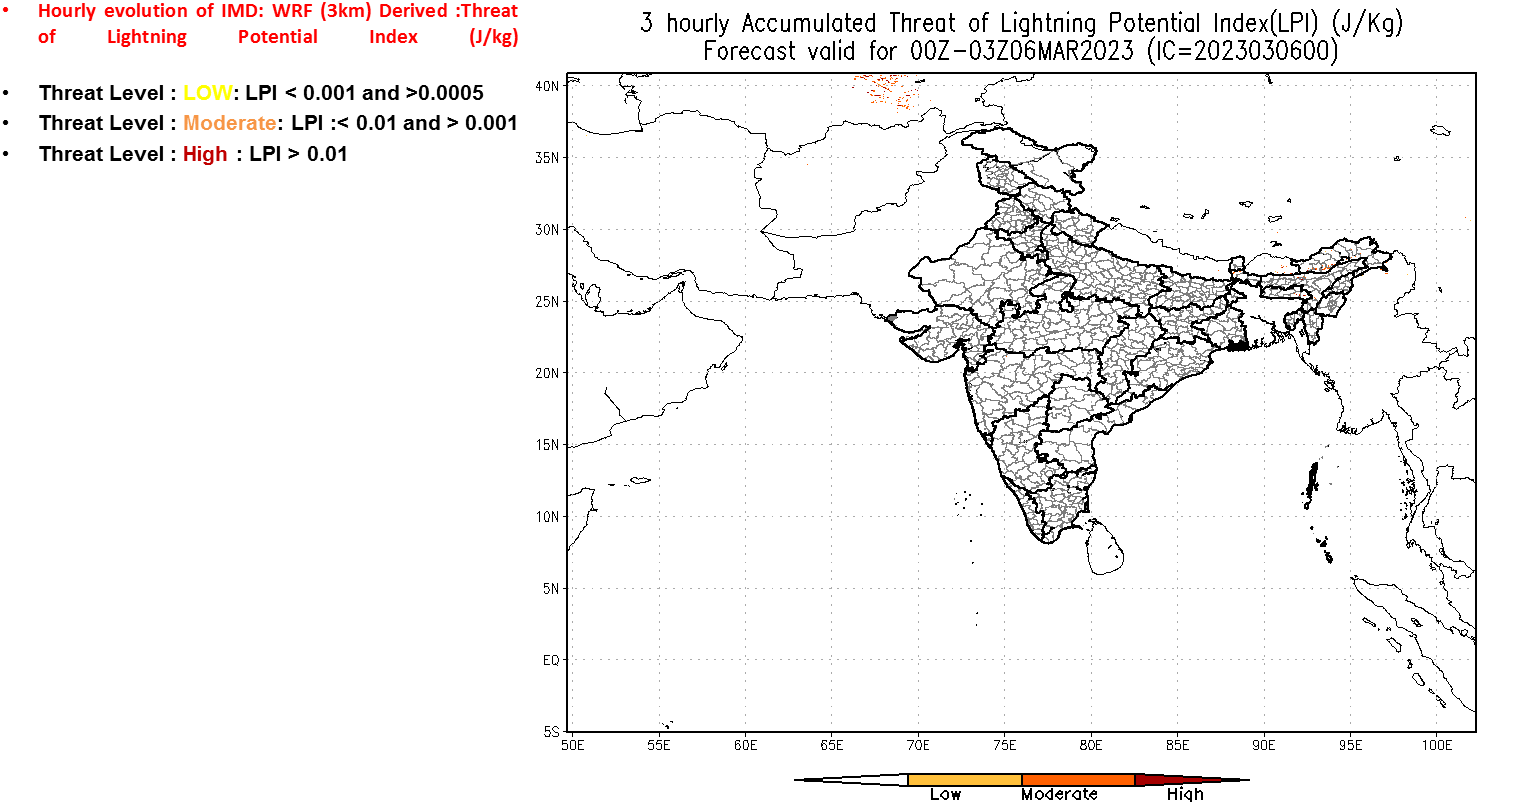 • Hourly evolution of IMD: WRF (3km) Derived :Threat
of Lightning Potential Index (J/kg)
• Threat Level : LOW: LPI < 0.001 and >0.0005
• Threat Level : Moderate: LPI :< 0.01 and > 0.001
• Threat Level : High : LPI > 0.01
3 hourly Accumulated Threat of Lightning Potential Index(LPI) (J/Kg)
Forecast valid for 00Z-03Z06MAR2023 (IC=2023030600)
40N
35N
30N
25N
20N
15N
10N
5N
EQ
5S
50E 55E 60E 65E 70E 75E 80E 85E 90E 95E 100E
Low Moderate High